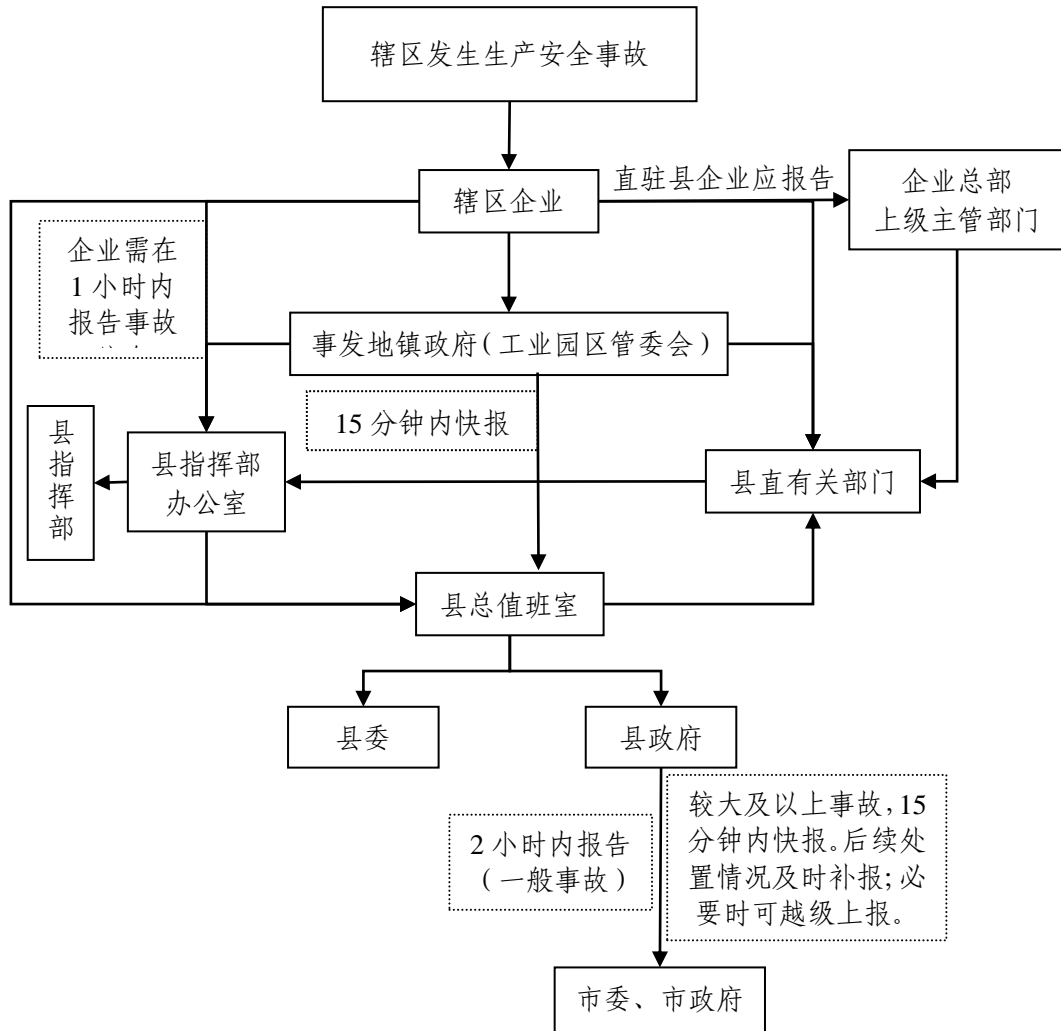 辖区发生生产安全事故
辖区企业
直驻县企业应报告
企业总部
上级主管部门
企业需在
1 小时内
报告事故
事发地镇政府（工业园区管委会）
15 分钟内快报
县指挥部
县指挥部
办公室
县直有关部门
县总值班室
县委
县政府
2 小时内报告
（一般事故）
较大及以上事故，15
分钟内快报。后续处
置情况及时补报；必
要时可越级上报。
市委、市政府